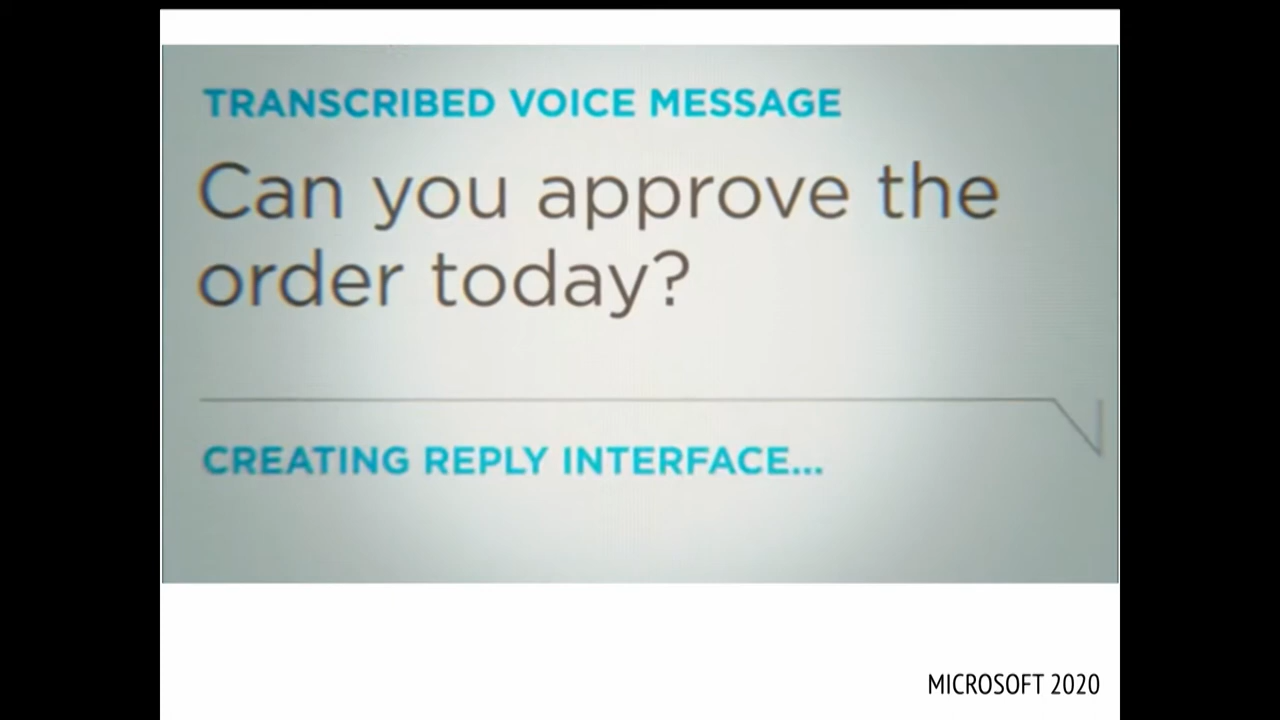 TRANSCRIBED VOICE MESSAGE
Can you approve the
order today?
CREATING REPLY INTERFACE...
MICROSOFT 2020